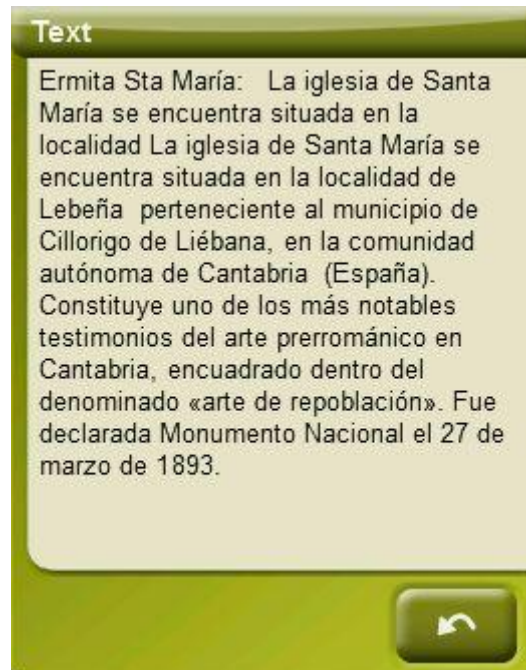 Text
Ermita Sta María:   La iglesia de Santa
María se encuentra situada en la
localidad La iglesia de Santa María se
encuentra situada en la localidad de
Lebeña  perteneciente al municipio de
Cillorigo de Liébana, en la comunidad
autónoma de Cantabria  (España).
Constituye uno de los más notables
testimonios del arte prerrománico en
Cantabria, encuadrado dentro del
denominado «arte de repoblación». Fue
declarada Monumento Nacional el 27 de
marzo de 1893.